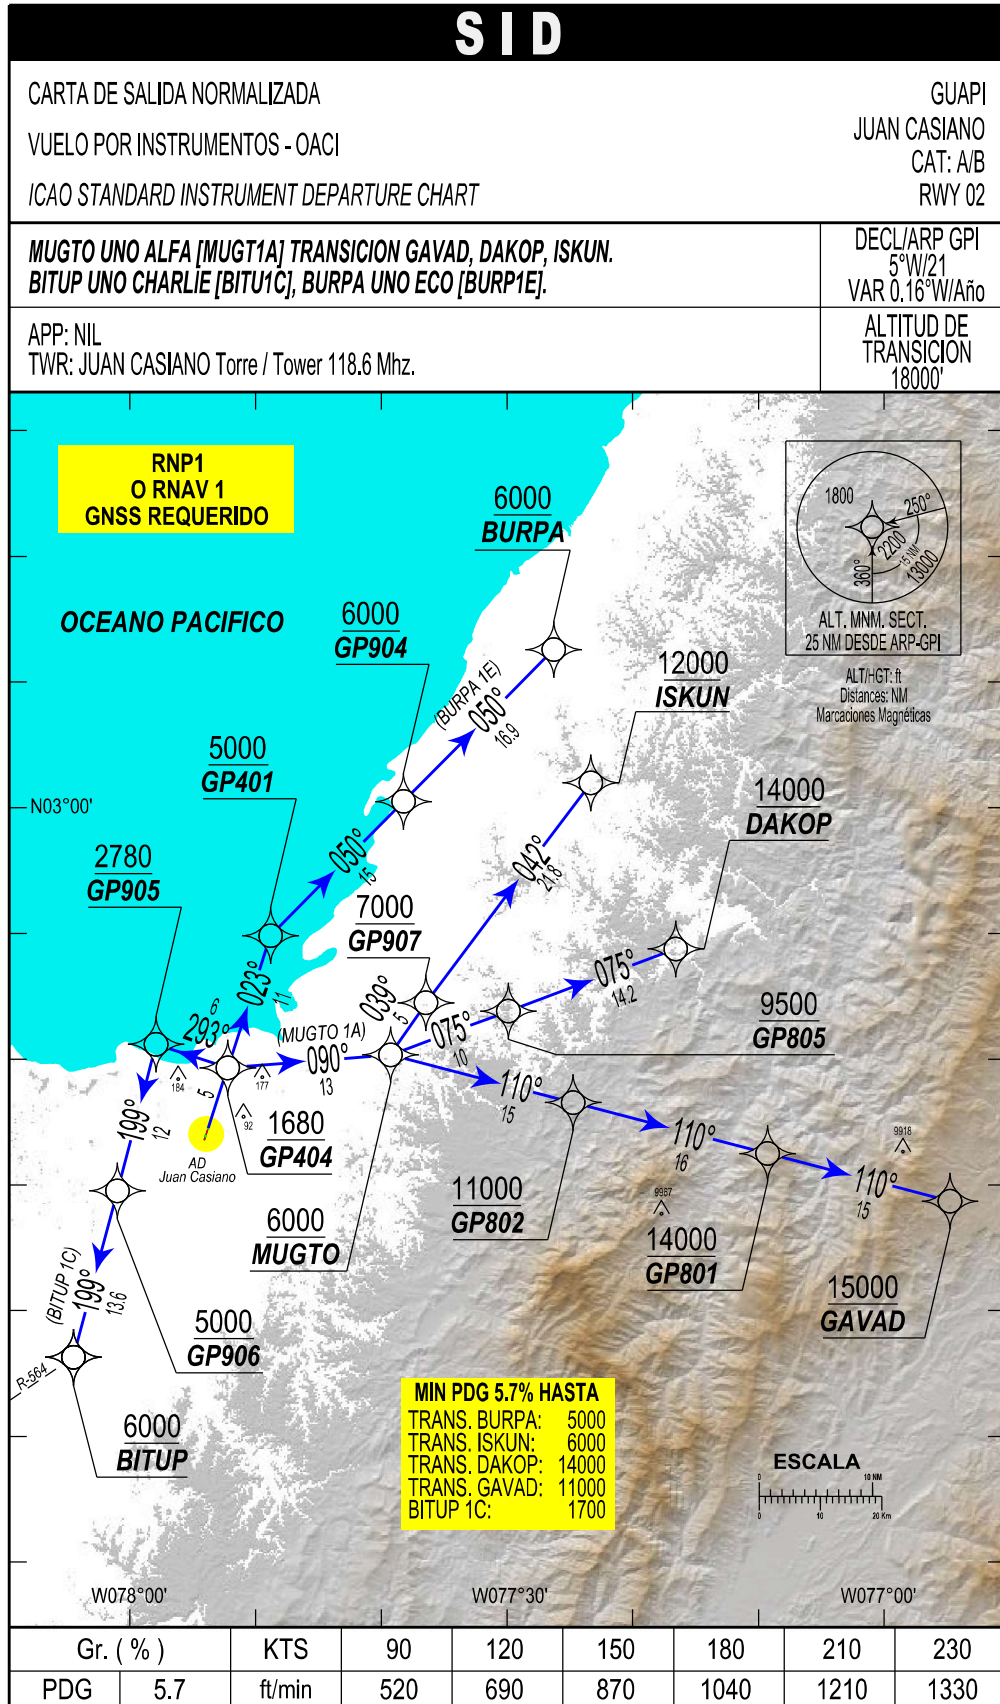 SID
CARTA DE SALIDA NORMALIZADA
VUELO POR INSTRUMENTOS - OACI
ICAO STANDARD INSTRUMENT DEPARTURE CHART
GUAPI
JUAN CASIANO
CAT: A/B
RWY 02
MUGTO UNO ALFA [MUGT1A] TRANSICION GAVAD, DAKOP, ISKUN.
BITUP UNO CHARLIE [BITU1C], BURPA UNO ECO [BURP1E].
DECL/ARP GPI
5°W/21
VAR 0.16°W/Año
APP: NIL
TWR: JUAN CASIANO Torre / Tower 118.6 Mhz.
ALTITUD DE
TRANSICION
18000'
RNP1
O RNAV 1
GNSS REQUERIDO
1800
250°
2200
15 NM
13000
360°
ALT. MNM. SECT.
25 NM DESDE ARP-GPI
ALT/HGT: ft
Distances: NM
Marcaciones Magnéticas
OCEANO PACIFICO
6000
BURPA
6000
GP904
(BURPA 1E)
050°
16.9
12000
ISKUN
5000
GP401
N03°00'
14000
DAKOP
050°
15
042°
21.8
2780
GP905
7000
GP907
023°
11
039°
5
075°
14.2
6
293°
(MUGTO 1A)
090°
13
075°
10
9500
GP805
184
177
5
92
110°
15
199°
12
AD
Juan Casiano
1680
GP404
110°
16
9918
110°
15
11000
GP802
9987
6000
MUGTO
14000
GP801
(BITUP 1C)
199°
13.6
15000
GAVAD
5000
GP906
R-564
6000
BITUP
MIN PDG 5.7% HASTA
TRANS. BURPA: 5000
TRANS. ISKUN: 6000
TRANS. DAKOP: 14000
TRANS. GAVAD: 11000
BITUP 1C: 1700
ESCALA
0 10 NM
0 10 20 Km
W078°00' W077°30' W077°00'
Gr. ( % ) KTS 90 120 150 180 210 230
PDG 5.7 ft/min 520 690 870 1040 1210 1330